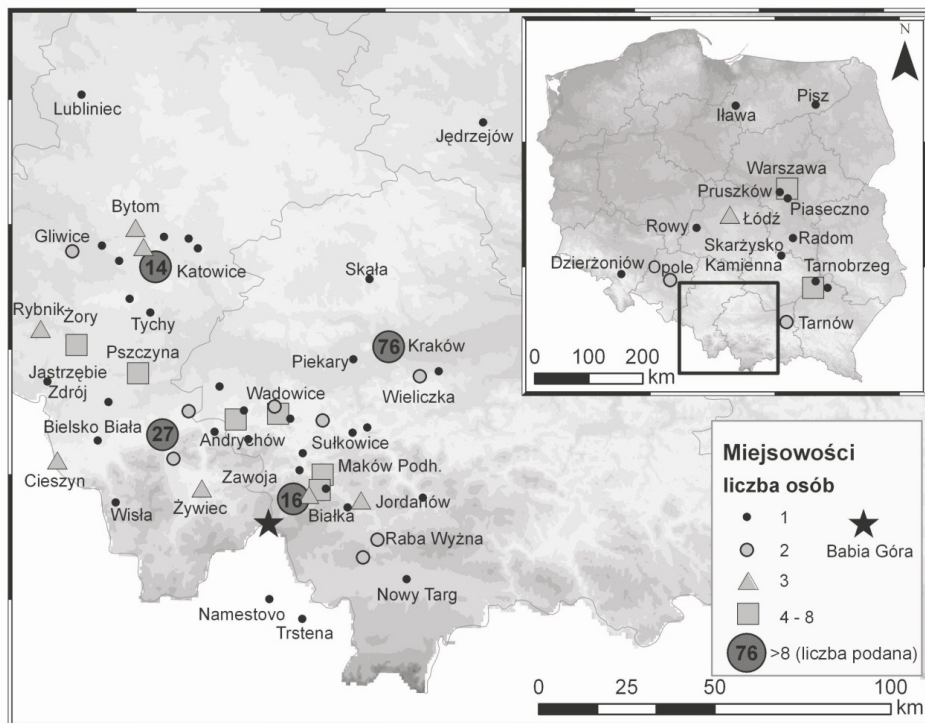 Lubliniec
Jędrzejów
Bytom
Gliwice
14
Katowice
Skała
Rybnik
Żory
Tychy
76
Kraków
Pszczyna
Piekary
Jastrzębie
Zdrój
Wadowice
Wieliczka
Bielsko Biała
27
Andrychów
Sułkowice
Cieszyn
Zawoja
Maków Podh.
16
Wisła
Żywiec
Białka
Jordanów
Raba Wyżna
Nowy Targ
Namestovo
Trstena
N
Pisz
Iława
Warszawa
Pruszków
Piaseczno
Rowy
Łódź
Radom
Skarżysko
Kamienna
Dzierżoniów
Opole
Tarnobrzeg
Tarnów
0 100 200
km
Miejsowości
liczba osób
1
2
Babia Góra
3
4 - 8
76 >8 (liczba podana)
0 25 50 100
km